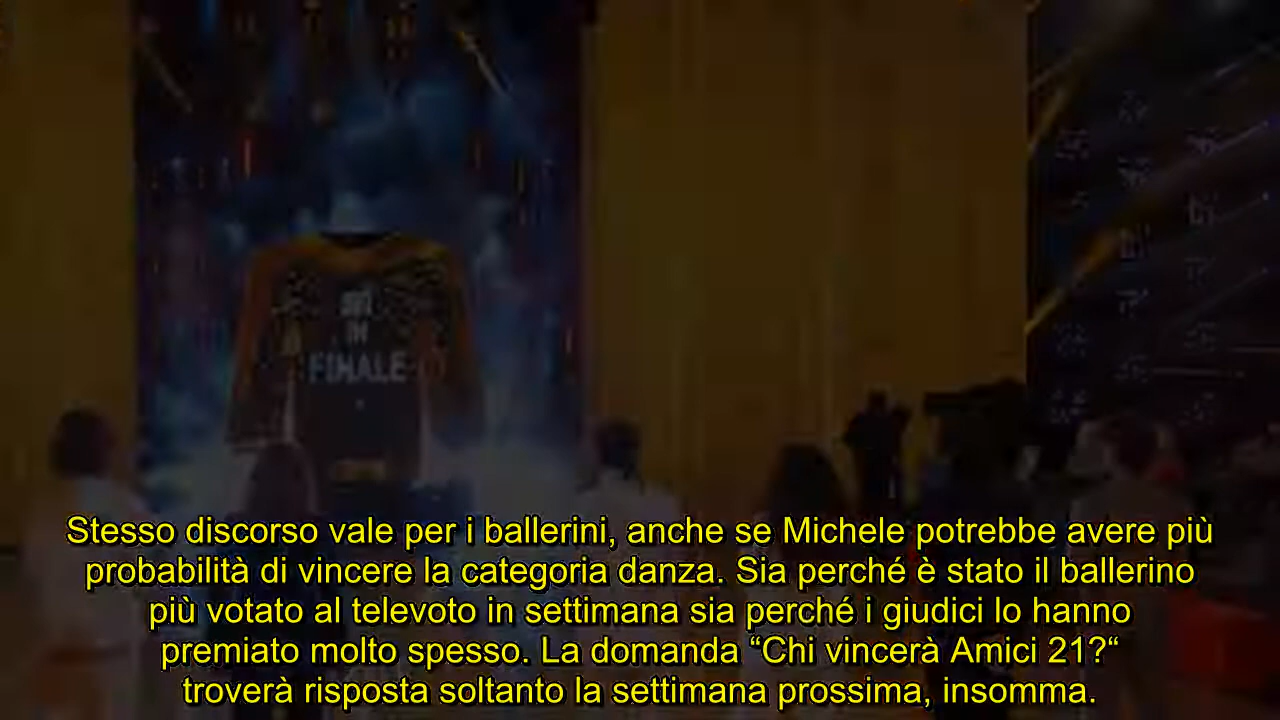 FINALE
Stesso discorso vale per i ballerini, anche se Michele potrebbe avere più
probabilità di vincere la categoria danza. Sia perché è stato il ballerino
più votato al televoto in settimana sia perché i giudici lo hanno
premiato molto spesso. La domanda “Chi vincerà Amici 21?“
troverà risposta soltanto la settimana prossima, insomma.